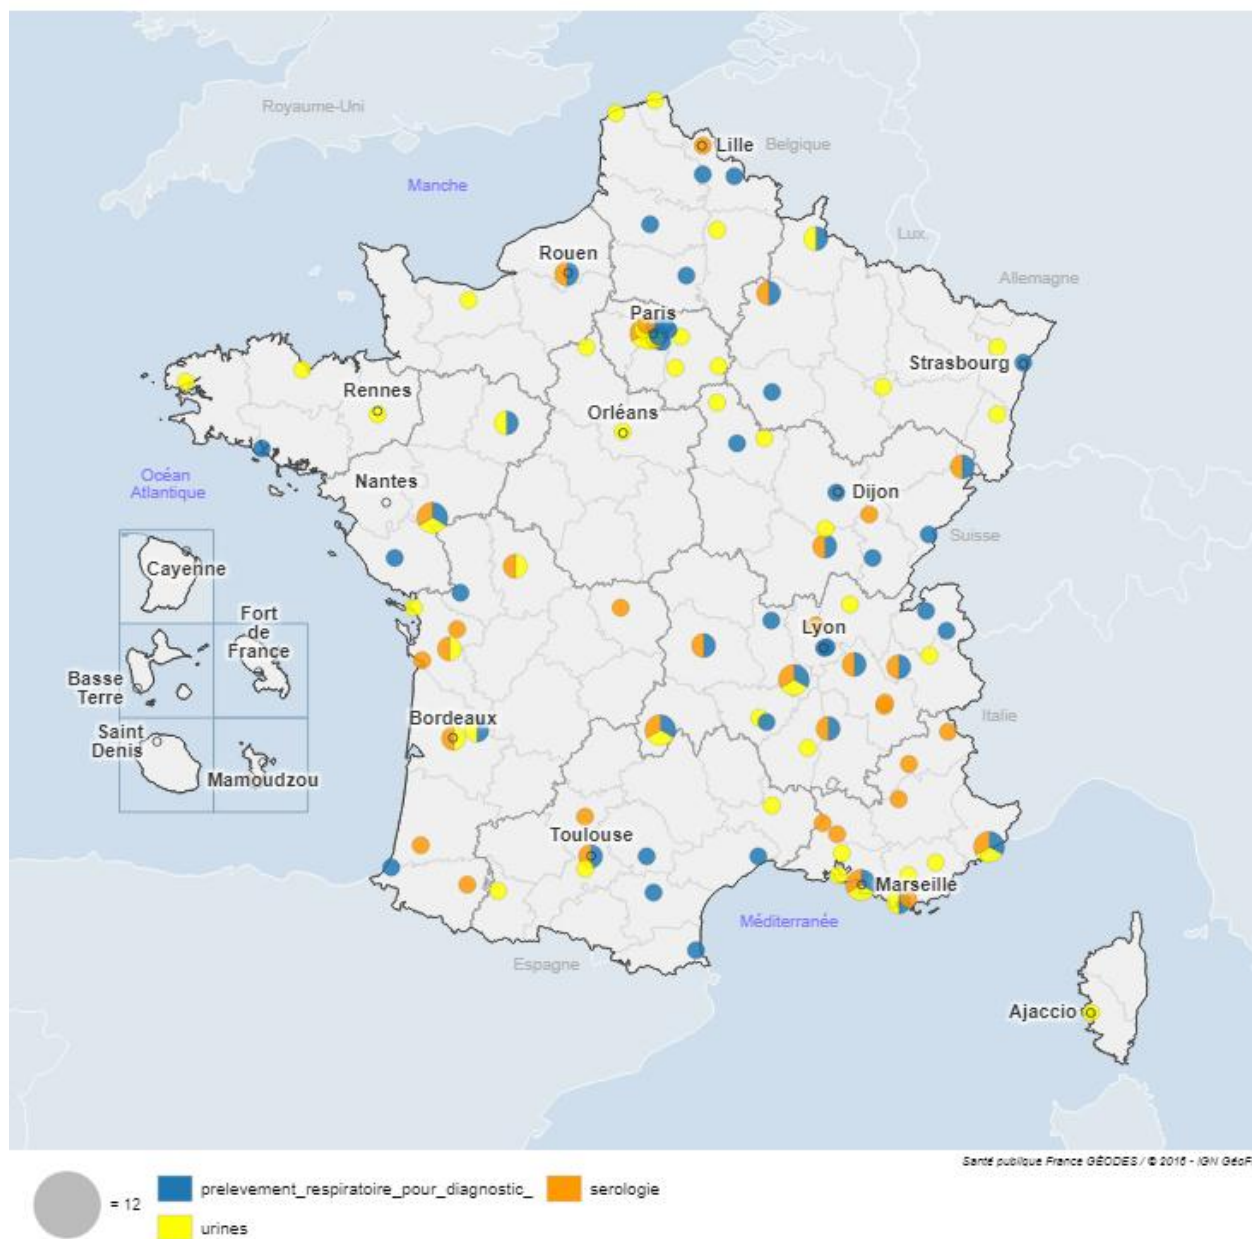 Royaume-Uni
Lille
Belgique
Manche
Lux.
Rouen
Allemagne
Paris
Strasbourg
Rennes
Orléans
Océan
Atlantique
Nantes
Dijon
Suisse
Cayenne
Fort
de
France
Lyon
Basse
Terre
Bordeaux
Italie
Saint
Denis
Mamoudzou
Toulouse
Marseille
Méditerranée
Espagne
Ajaccio
Santé publique France GÉODES / © 2016 - IGN GéoF
= 12
prelevement_respiratoire_pour_diagnostic_
serologie
urines